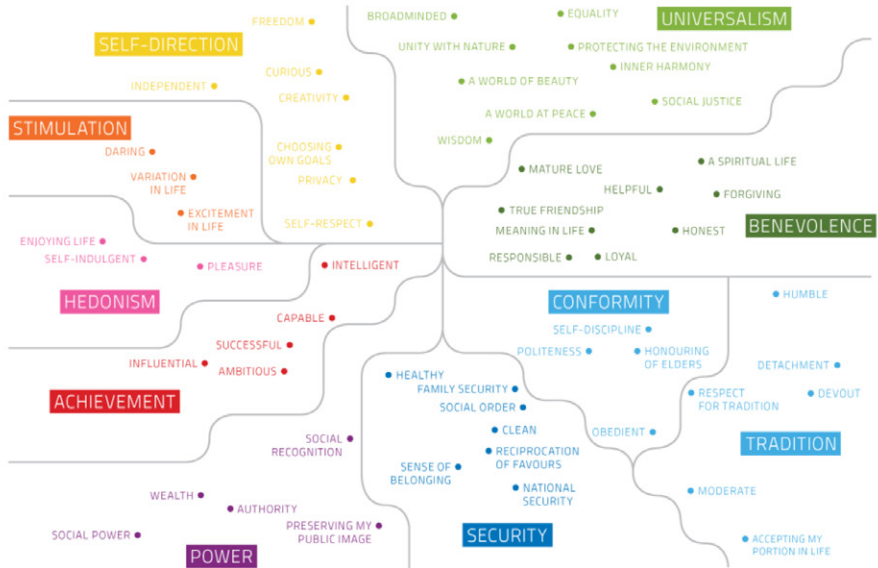 SELF-DIRECTION
FREEDOM
INDEPENDENT
CURIOUS
CREATIVITY
CHOOSING
OWN GOALS
PRIVACY
SELF-RESPECT
UNIVERSALISM
BROADMINDED
EQUALITY
UNITY WITH NATURE
PROTECTING THE ENVIRONMENT
INNER HARMONY
A WORLD OF BEAUTY
SOCIAL JUSTICE
A WORLD AT PEACE
WISDOM
STIMULATION
DARING
VARIATION
IN LIFE
EXCITEMENT
IN LIFE
MATURE LOVE
A SPIRITUAL LIFE
HELPFUL
FORGIVING
TRUE FRIENDSHIP
MEANING IN LIFE
HONEST
BENEVOLENCE
RESPONSIBLE
LOYAL
ENJOYING LIFE
SELF-INDULGENT
PLEASURE
HEDONISM
INTELLIGENT
CAPABLE
SUCCESSFUL
INFLUENTIAL
AMBITIOUS
ACHIEVEMENT
CONFORMITY
SELF-DISCIPLINE
POLITENESS
HONOURING
OF ELDERS
OBEDIENT
HUMBLE
DETACHMENT
RESPECT
FOR TRADITION
DEVOUT
TRADITION
MODERATE
ACCEPTING MY
PORTION IN LIFE
HEALTHY
FAMILY SECURITY
SOCIAL ORDER
CLEAN
RECIPROCATION
OF FAVOURS
SENSE OF
BELONGING
NATIONAL
SECURITY
SECURITY
SOCIAL
RECOGNITION
WEALTH
AUTHORITY
SOCIAL POWER
PRESERVING MY
PUBLIC IMAGE
POWER